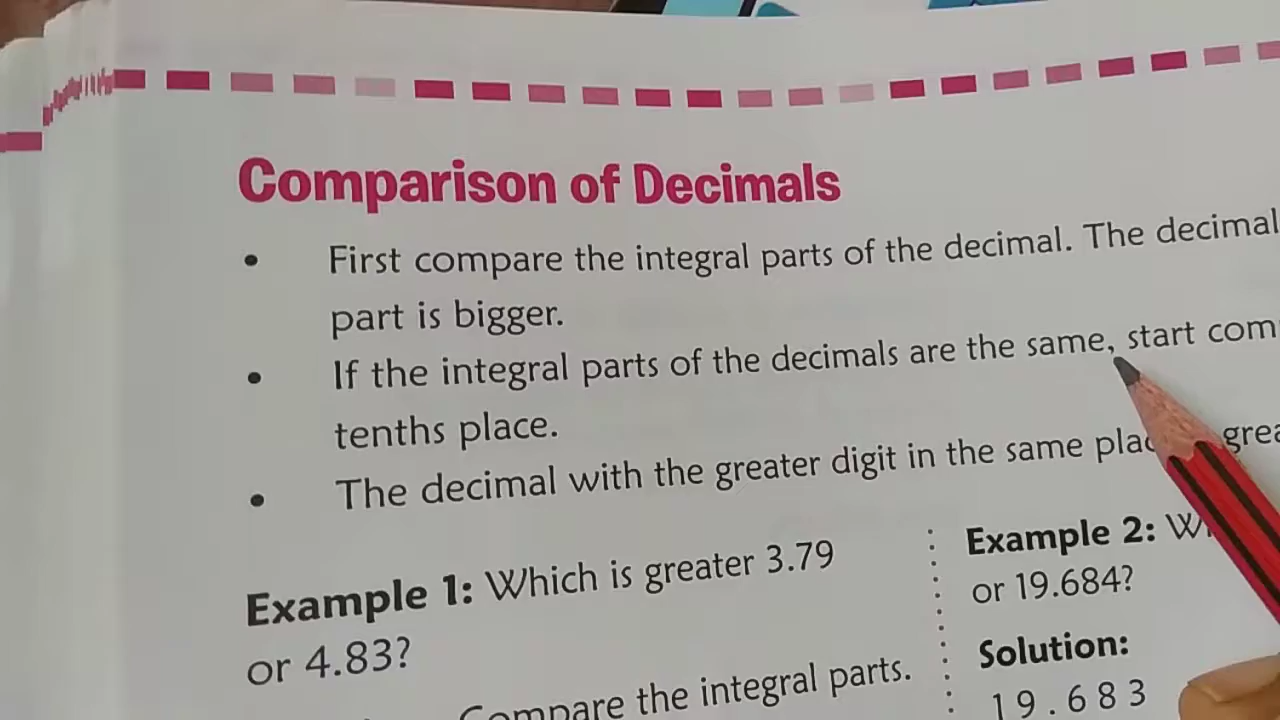 Comparison of Decimals
• First compare the integral parts of the decimal. The decimal
part is bigger.
• If the integral parts of the decimals are the same, start
tenths place.
• The decimal with the greater digit in the same
Example 1: Which is greater 3.79
or 4.83?
Compare the integral parts.
Example 2:
or 19.684?
Solution:
19.683